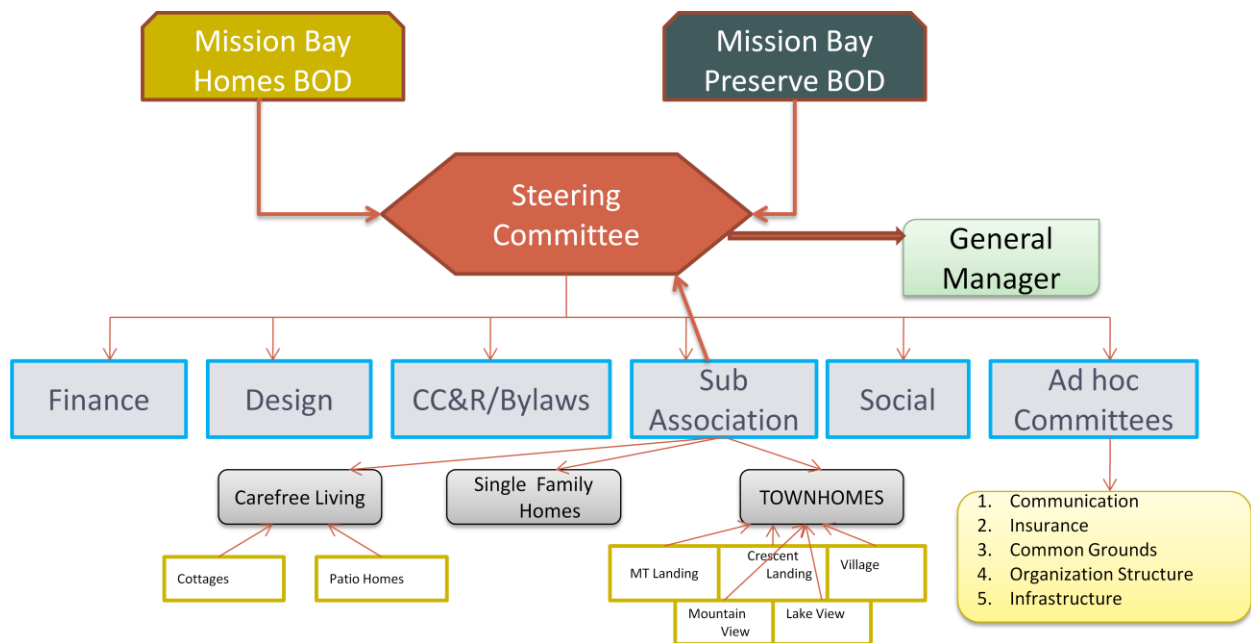 Mission Bay
Homes BOD
Mission Bay
Preserve BOD
Steering
Committee
General
Manager
Finance
Design
CC&R/Bylaws
Sub
Association
Social
Ad hoc
Committees
Carefree Living
Single Family
Homes
TOWNHOMES
Cottages
Patio Homes
MT Landing
Crescent
Landing
Village
Mountain
View
Lake View
1. Communication
2. Insurance
3. Common Grounds
4. Organization Structure
5. Infrastructure